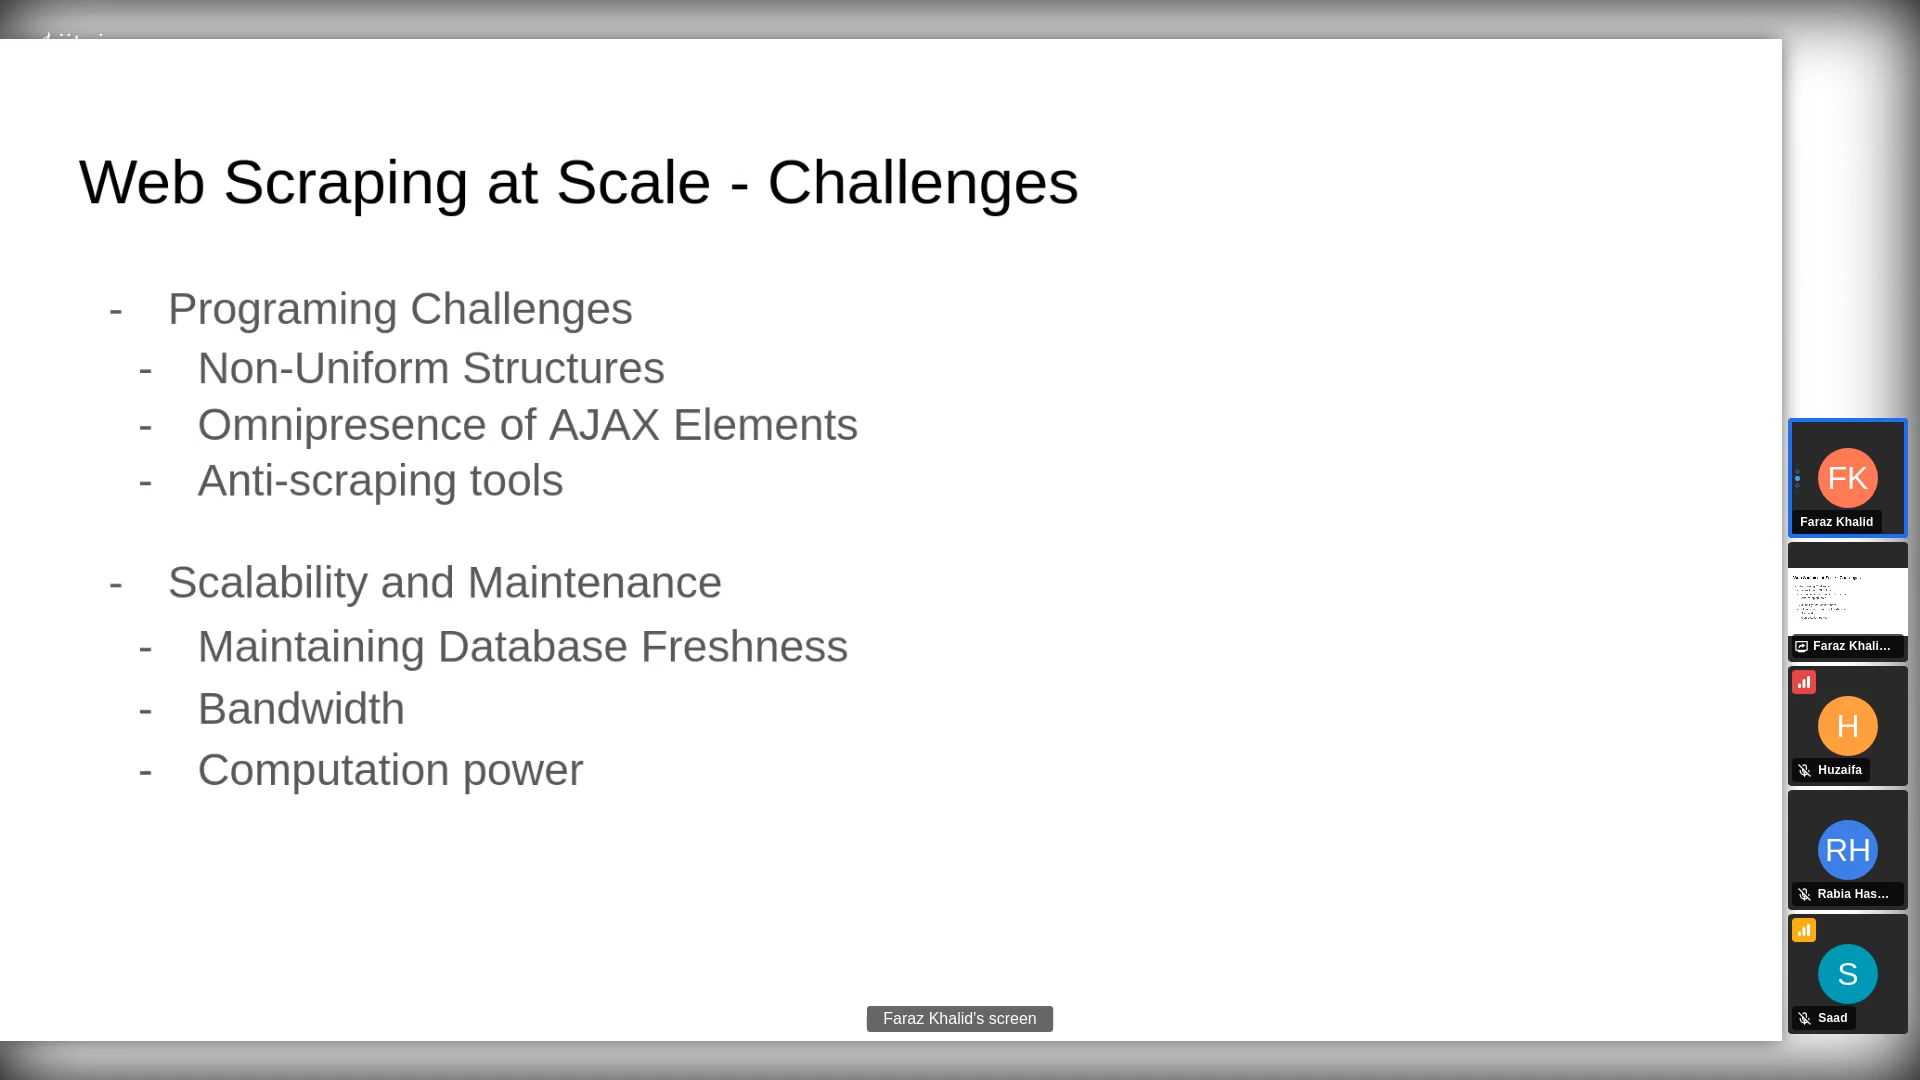 Web Scraping at Scale - Challenges
- Programing Challenges
- Non-Uniform Structures
- Omnipresence of AJAX Elements
- Anti-scraping tools
- Scalability and Maintenance
- Maintaining Database Freshness
- Bandwidth
- Computation power
Faraz Khalid's screen
FK
Faraz Khalid
Faraz Khali...
H
Huzaifa
RH
Rabia Has...
S
Saad